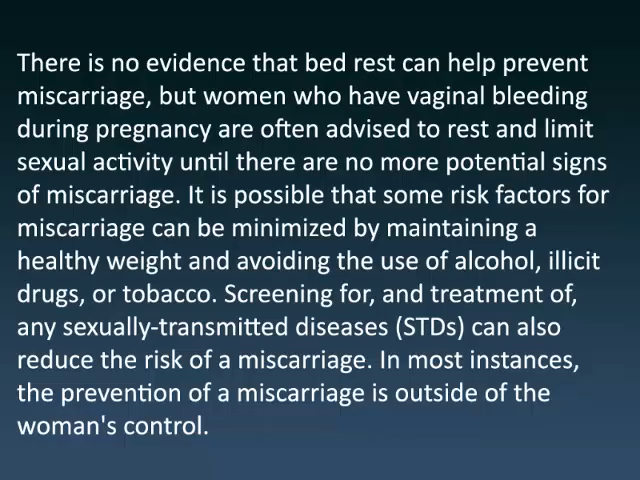 There is no evidence that bed rest can help prevent
miscarriage, but women who have vaginal bleeding
during pregnancy are often advised to rest and limit
sexual activity until there are no more potential signs
of miscarriage. It is possible that some risk factors for
miscarriage can be minimized by maintaining a
healthy weight and avoiding the use of alcohol, illicit
drugs, or tobacco. Screening for, and treatment of,
any sexually-transmitted diseases (STDs) can also
reduce the risk of a miscarriage. In most instances,
the prevention of a miscarriage is outside of the
woman's control.